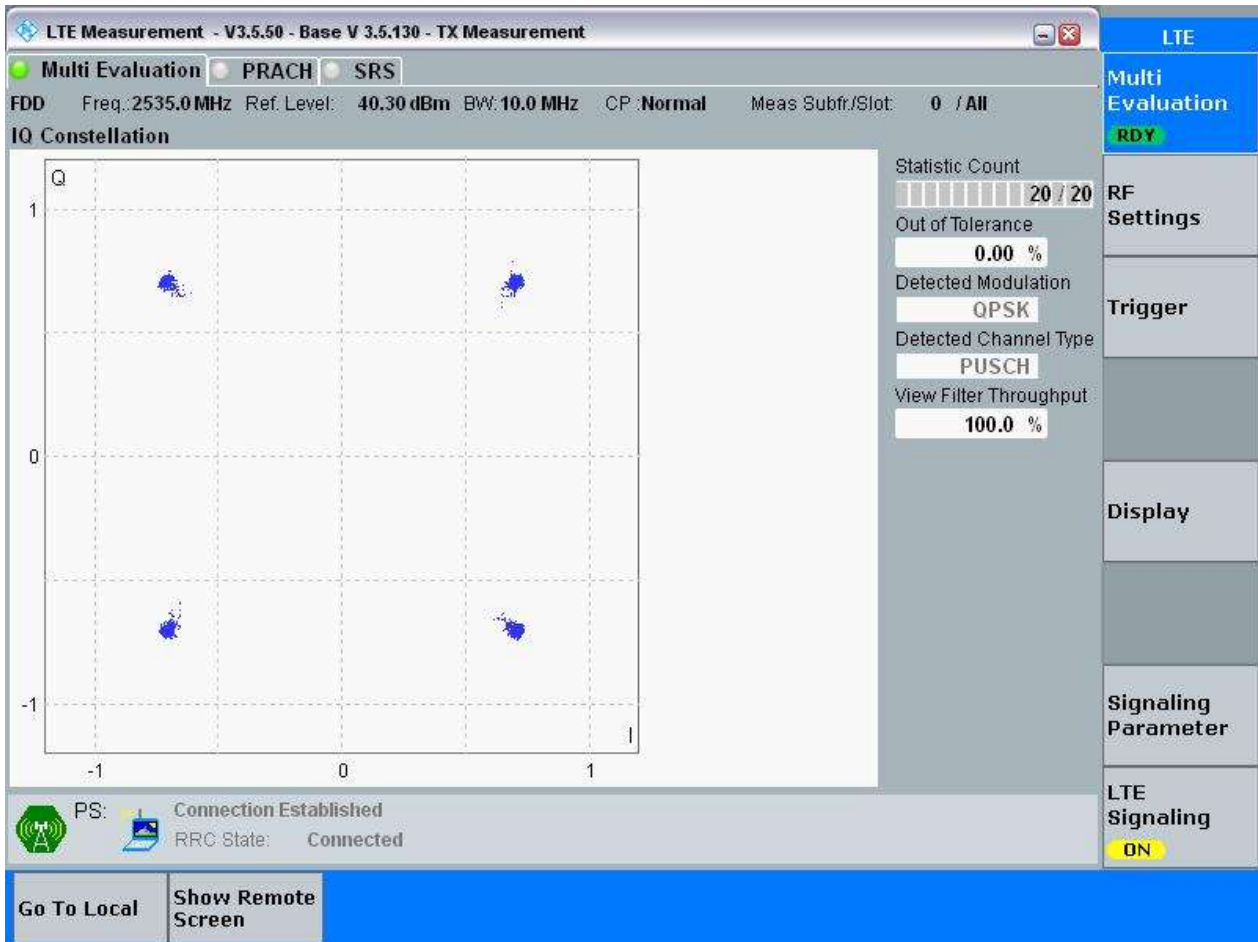 LTE Measurement - V3.5.50 - Base V 3.5.130 - TX Measurement
Multi Evaluation PRACH SRS
FDD Freq.:2535.0 MHz Ref. Level: 40.30 dBm BW:10.0 MHz CP :Normal Meas Subfr./Slot: 0 / All
IQ Constellation
Q
1
0
-1
I
-1 0 1
Statistic Count
20 / 20
Out of Tolerance
0.00 %
Detected Modulation
QPSK
Detected Channel Type
PUSCH
View Filter Throughput
100.0 %
PS: Connection Established
RRC State: Connected
LTE
Multi
Evaluation
RDY
RF
Settings
Trigger
Display
Signaling
Parameter
LTE
Signaling
ON
Go To Local
Show Remote
Screen